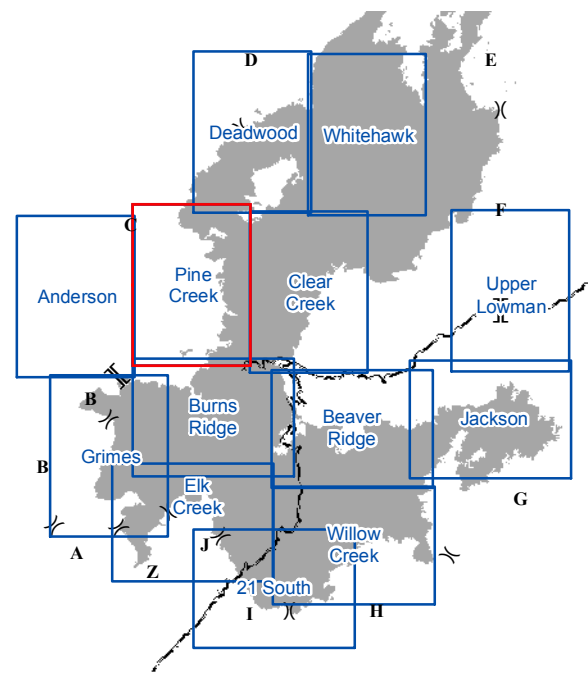 D
E
Deadwood
Whitehawk
C
F
Anderson
Pine
Creek
Clear
Creek
Upper
Lowman
B
Burns
Ridge
Beaver
Ridge
Jackson
B
Grimes
Elk
Creek
G
A
J
Willow
Creek
Z
21 South
I
H